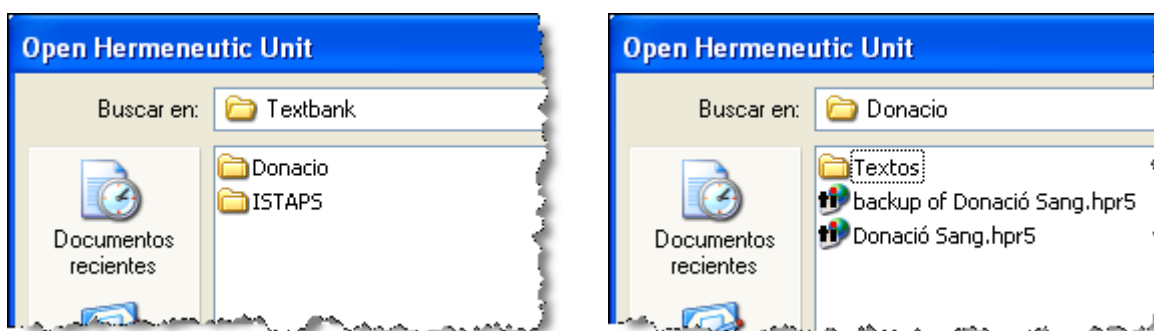 Open Hermeneutic Unit
Buscar en: Textbank
Donacio
ISTAPS
Documentos
recientes
Open Hermeneutic Unit
Buscar en: Donacio
Textos
backup of Donació Sang.hpr5
Donació Sang.hpr5
Documentos
recientes